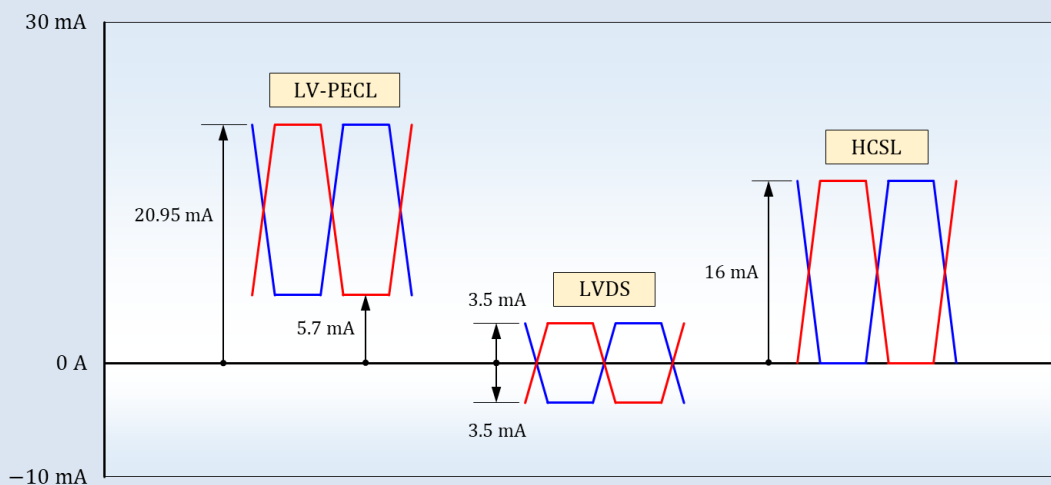 30 mA
LV-PECL
HCSL
20.95 mA
16 mA
LVDS
3.5 mA
5.7 mA
0 A
3.5 mA
−10 mA